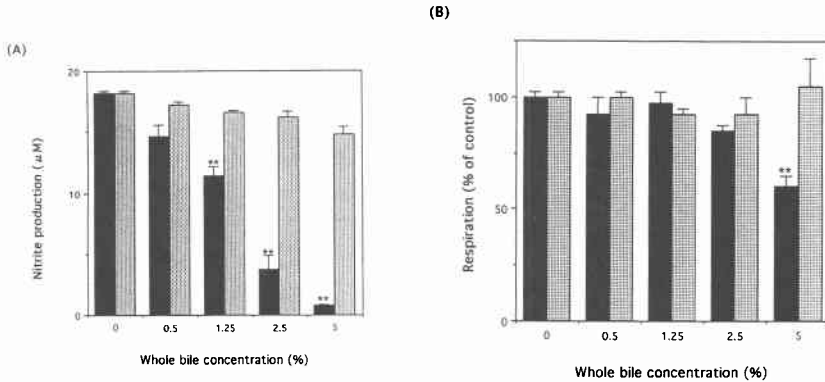 (A)
Nitrite production (μM)
20
10
0
**
**
**
0 0.5 1.25 2.5 5
Whole bile concentration (%)
(B)
Respiration (% of control)
100
50
0
**
0 0.5 1.25 2.5 5
Whole bile concentration (%)